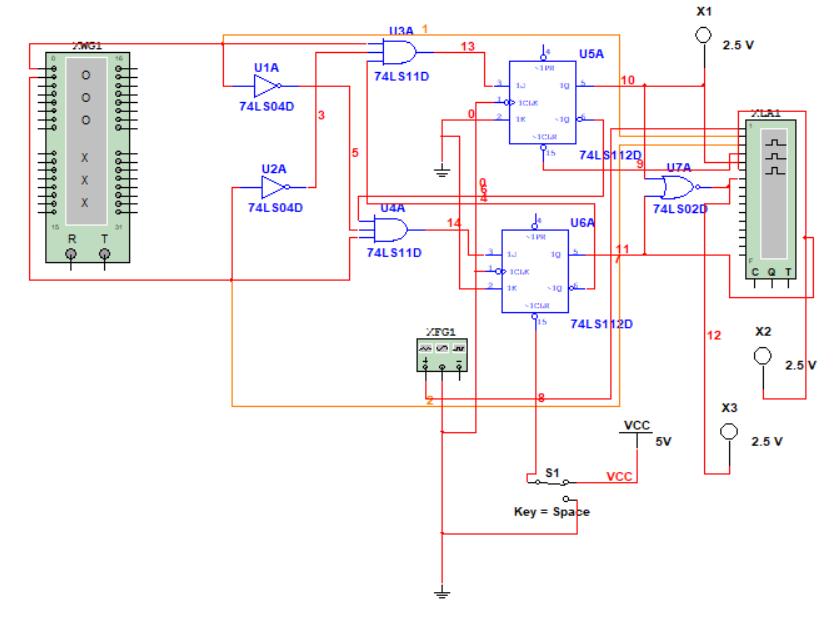 X1
2.5 V
XWG1
0
16
O
O
O
X
X
X
15
31
R
T
U1A
74LS04D
3
5
U2A
74LS04D
U3A
1
74LS11D
13
U4A
74LS11D
14
0
U5A
4
~1PR
3
1J
1Q
5
10
1
1CLK
2
1K
~1Q
6
~1CLR
15
74LS112D
9
0
6
4
U6A
4
~1PR
3
1J
1Q
5
11
7
1
1CLK
2
1K
~1Q
6
~1CLR
15
74LS112D
U7A
74LS02D
XLA1
1
F
C Q T
12
XFG1
2
8
X2
2.5 V
X3
2.5 V
VCC
5V
VCC
S1
Key = Space